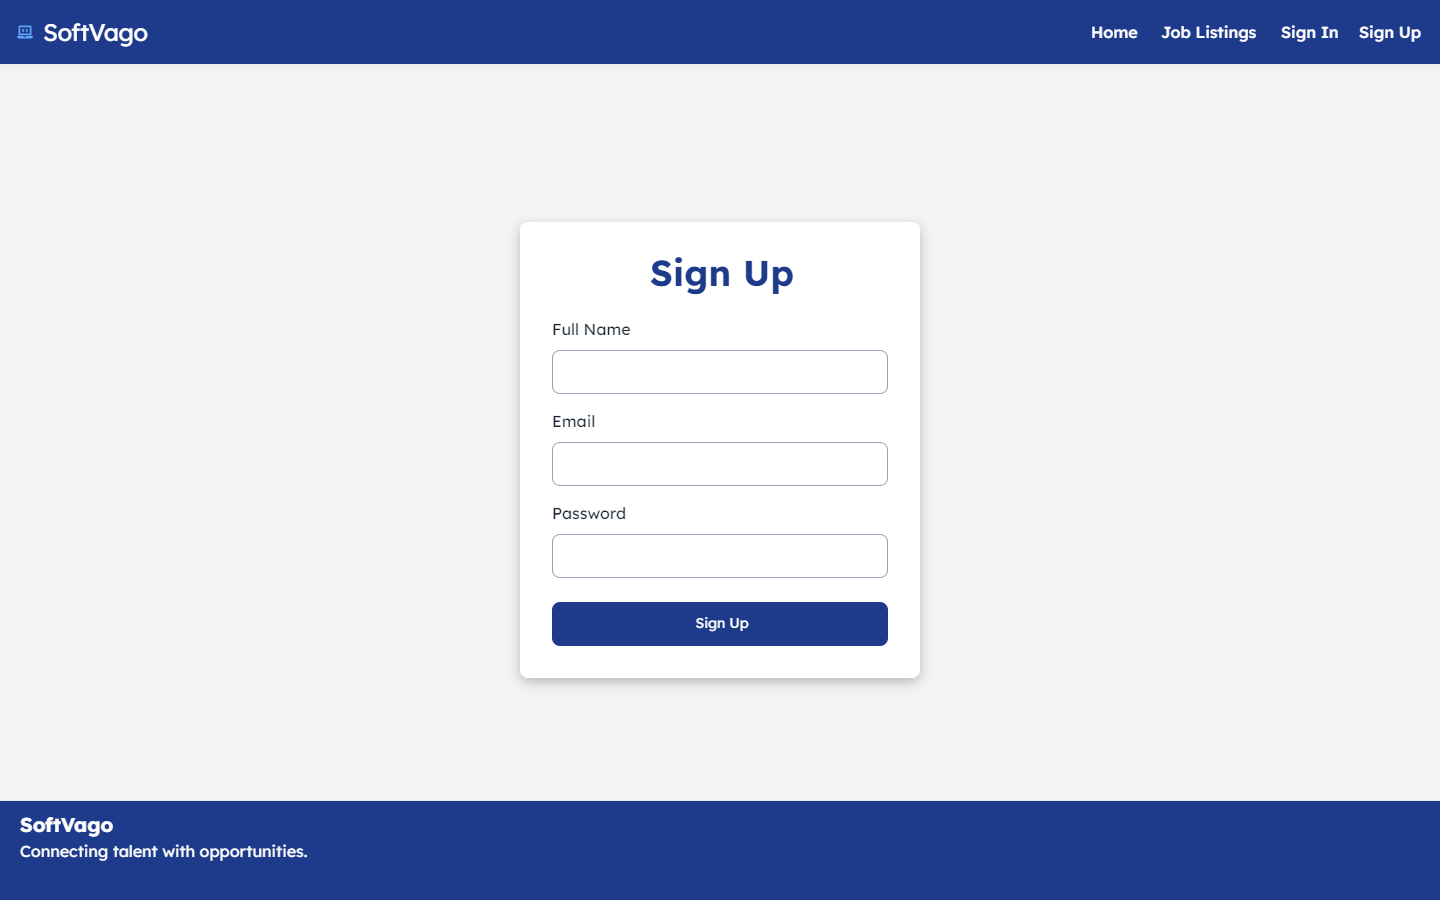 SoftVago
Home Job Listings Sign In Sign Up
Sign Up
Full Name
Email
Password
Sign Up
SoftVago
Connecting talent with opportunities.